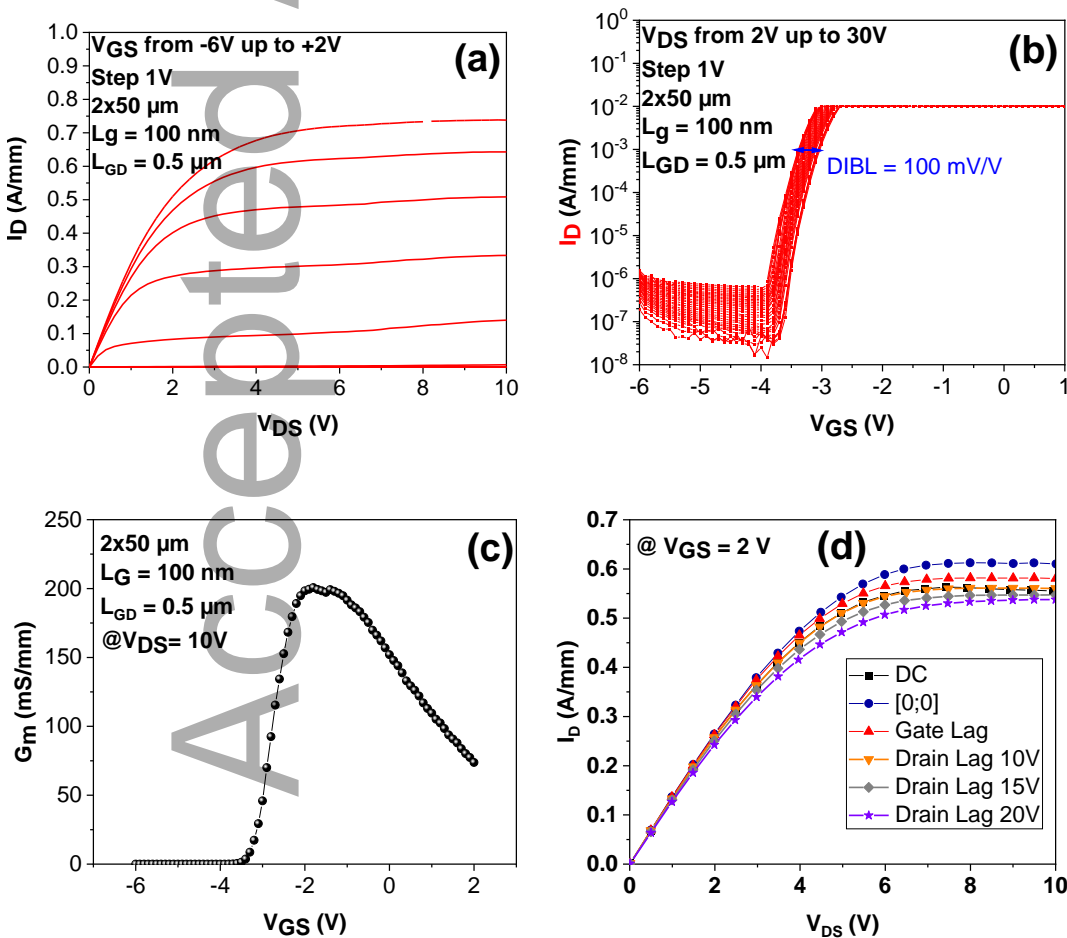 VGS from -6V up to +2V
Step 1V
2x50 µm
Lg = 100 nm
LGD = 0.5 µm
(a)
1.0
0.9
0.8
0.7
0.6
0.5
0.4
0.3
0.2
0.1
0.0
ID (A/mm)
0 2 4 6 8 10
VDS (V)
VDS from 2V up to 30V
Step 1V
2x50 µm
Lg = 100 nm
LGD = 0.5 µm
(b)
DIBL = 100 mV/V
10⁰
10⁻¹
10⁻²
10⁻³
10⁻⁴
10⁻⁵
10⁻⁶
10⁻⁷
10⁻⁸
ID (A/mm)
-6 -5 -4 -3 -2 -1 0 1
VGS (V)
2x50 µm
LG = 100 nm
LGD = 0.5 µm
@VDS= 10V
(c)
250
200
150
100
50
0
Gm (mS/mm)
-6 -4 -2 0 2
VGS (V)
@ VGS = 2 V
(d)
0.7
0.6
0.5
0.4
0.3
0.2
0.1
0.0
ID (A/mm)
DC
[0;0]
Gate Lag
Drain Lag 10V
Drain Lag 15V
Drain Lag 20V
0 2 4 6 8 10
VDS (V)
Accepted